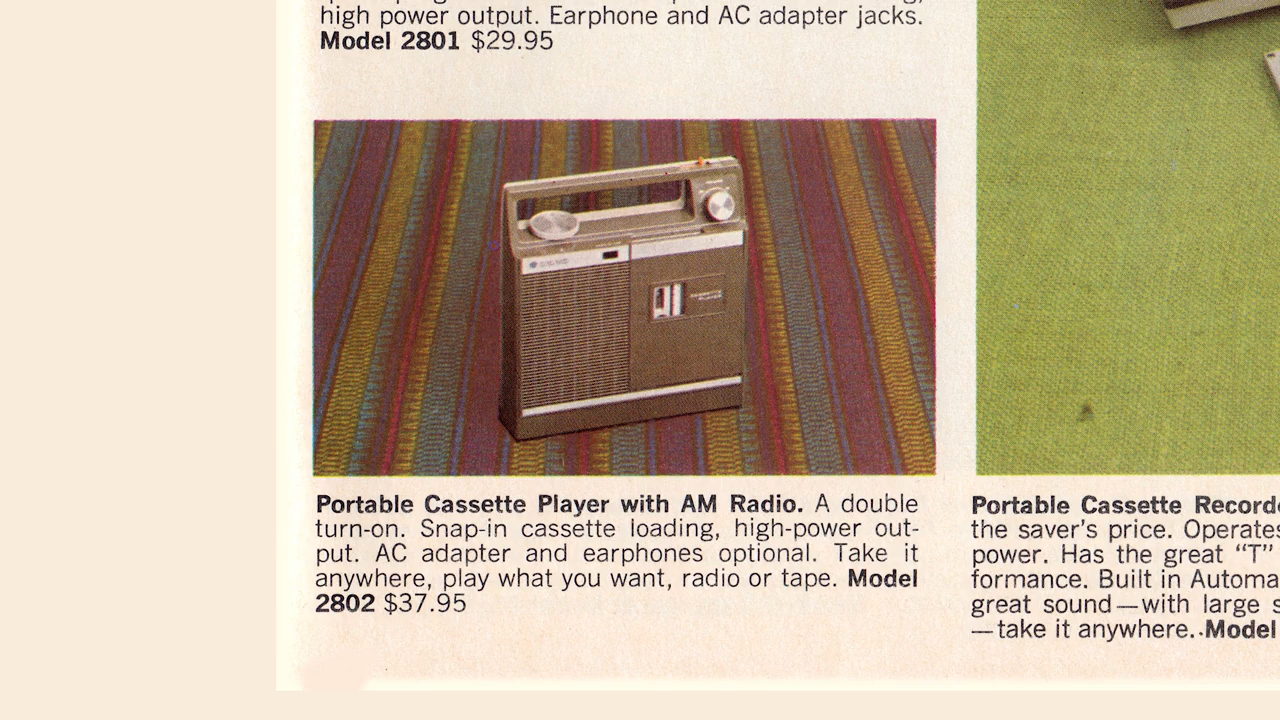 high power output. Earphone and AC adapter jacks.
Model 2801 $29.95
CASSETTE
PLAYER
Portable Cassette Player with AM Radio. A double
turn-on. Snap-in cassette loading, high-power out-
put. AC adapter and earphones optional. Take it
anywhere, play what you want, radio or tape. Model
2802 $37.95
Portable Cassette
the saver's price. Operates
power. Has the great “T”
formance. Built in
great sound—with large
—take it anywhere. Model